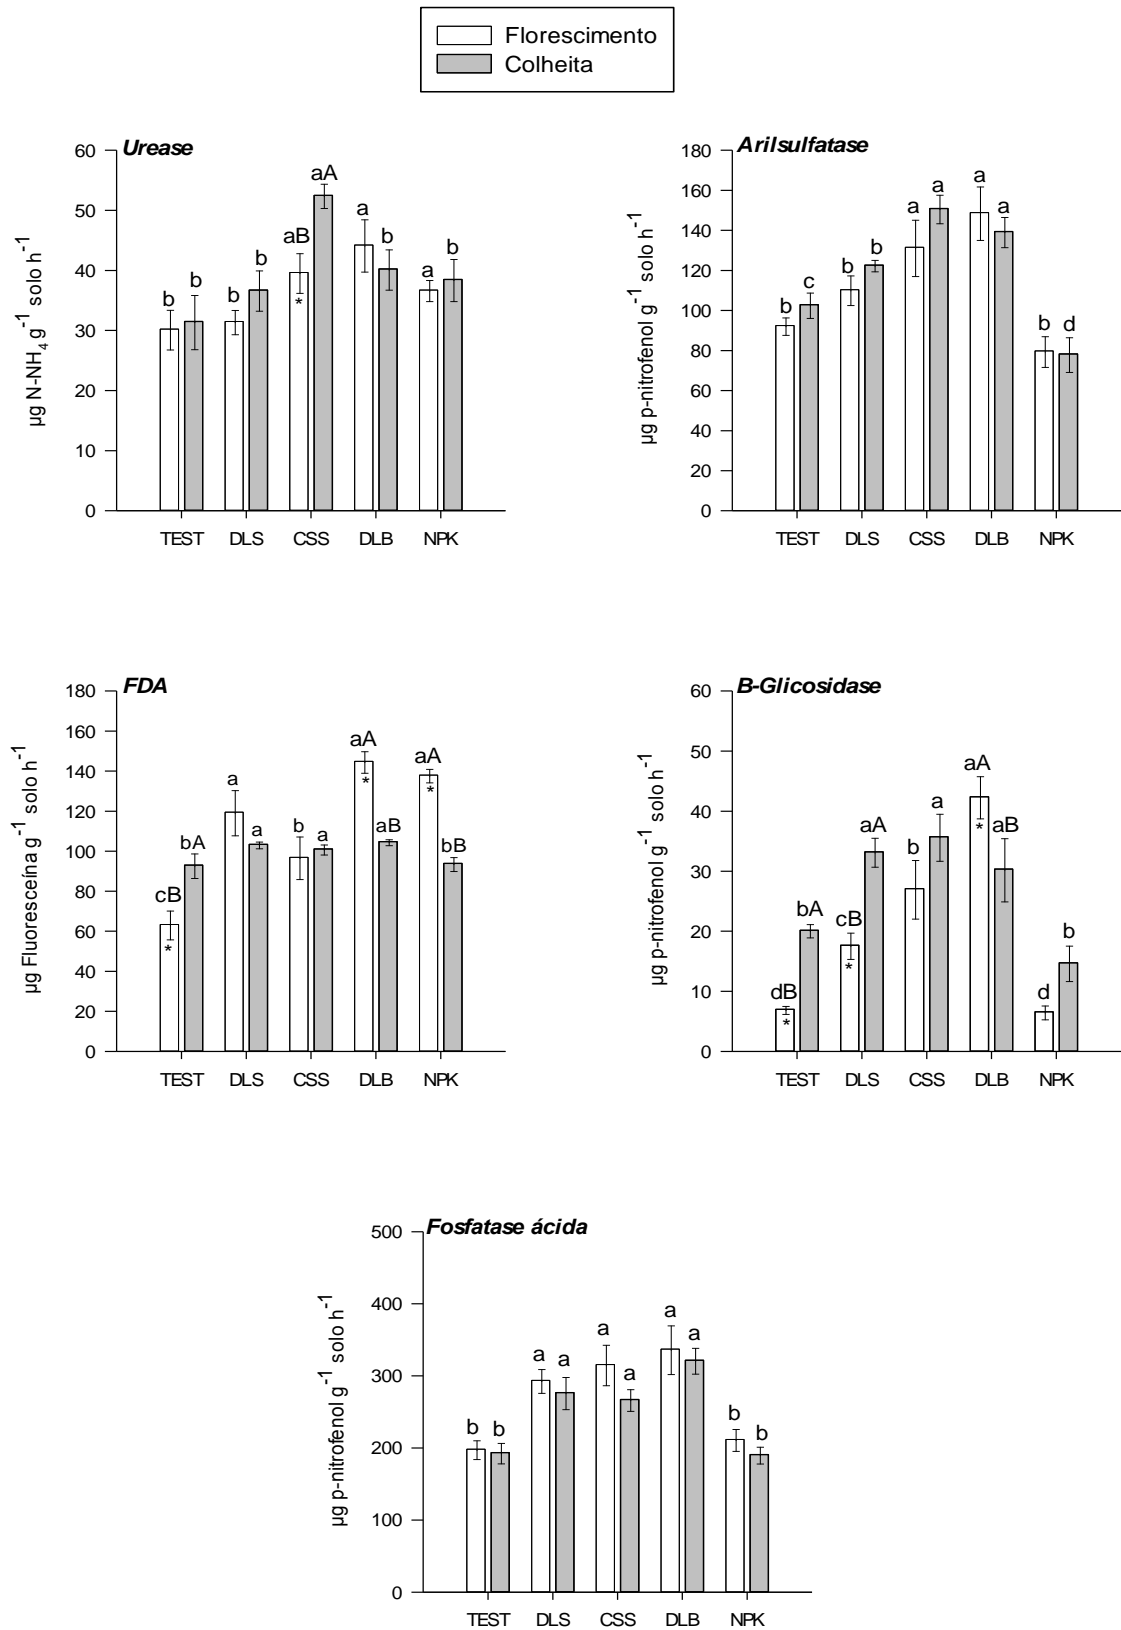 Florescimento
Colheita
Urease
µg N-NH4 g-1 solo h-1
60
50
40
30
20
10
0
b b b b aB aA a b a b
*
TEST DLS CSS DLB NPK
Arilsulfatase
µg p-nitrofenol g-1 solo h-1
180
160
140
120
100
80
60
40
20
0
b c b b a a a a b d
TEST DLS CSS DLB NPK
FDA
µg Fluoresceína g-1 solo h-1
180
160
140
120
100
80
60
40
20
0
cB bA a a b a aA aB aA bB
* * *
TEST DLS CSS DLB NPK
B-Glicosidase
µg p-nitrofenol g-1 solo h-1
60
50
40
30
20
10
0
dB bA cB aA b a aA aB d b
* * *
TEST DLS CSS DLB NPK
Fosfatase ácida
µg p-nitrofenol g-1 solo h-1
500
400
300
200
100
0
b b a a a a a a b b
TEST DLS CSS DLB NPK